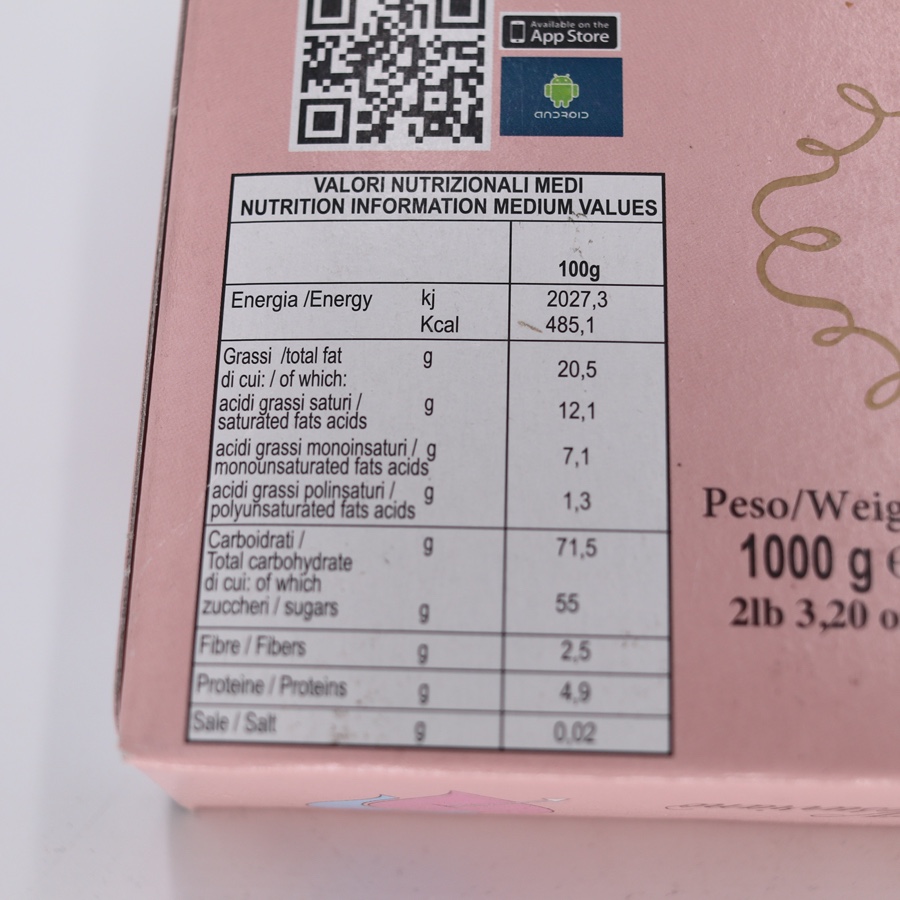 Available on the
App Store
ANDROID
VALORI NUTRIZIONALI MEDI
NUTRITION INFORMATION MEDIUM VALUES
100g
Energia /Energy kj 2027,3
Kcal 485,1
Grassi /total fat g 20,5
di cui: / of which:
acidi grassi saturi / g 12,1
saturated fats acids
acidi grassi monoinsaturi / g 7,1
monounsaturated fats acids
acidi grassi polinsaturi / g 1,3
polyunsaturated fats acids
Carboidrati / g 71,5
Total carbohydrate
di cui: of which
zuccheri / sugars g 55
Fibre / Fibers g 2,5
Proteine / Proteins g 4,9
Sale / Salt g 0,02
Peso/Weig
1000 g e
2lb 3,20 o